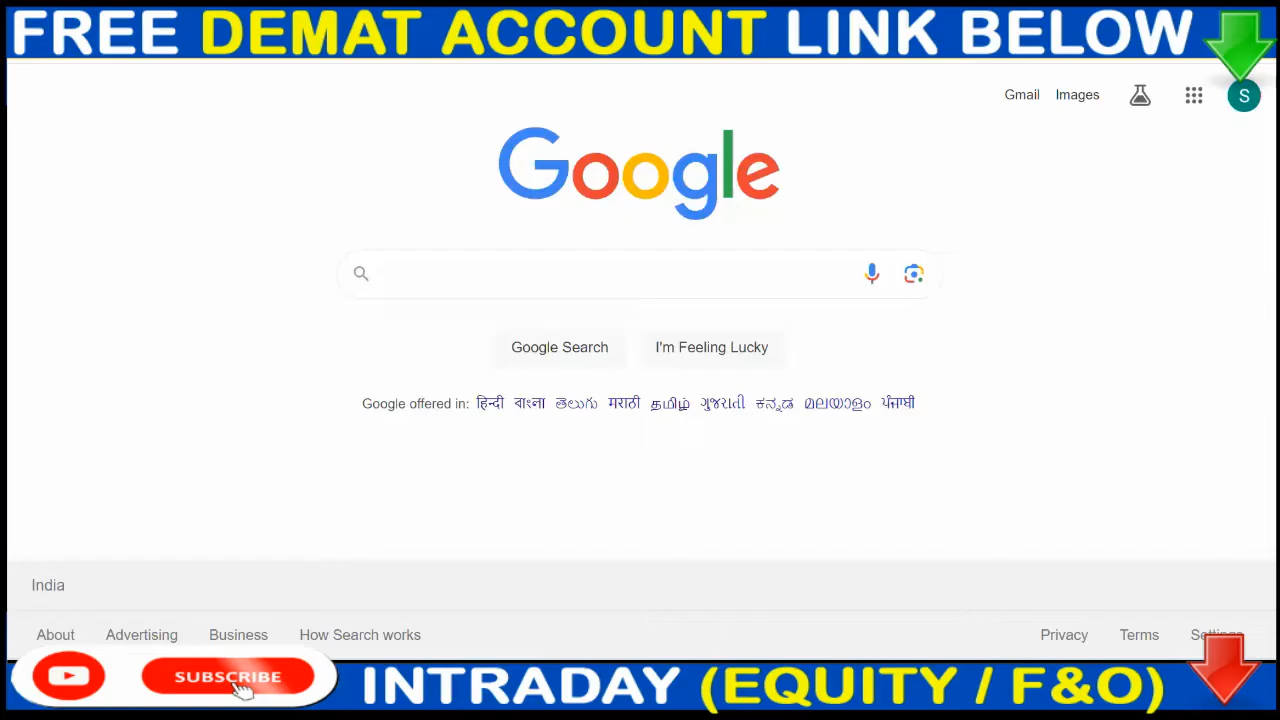 FREE DEMAT ACCOUNT LINK BELOW
Gmail Images S
Google
Google Search I'm Feeling Lucky
Google offered in: हिन्दी বাংলা తెలుగు मराठी தமிழ் ગુજરાતી ಕನ್ನಡ മലയാളം ਪੰਜਾਬੀ
India
About Advertising Business How Search works Privacy Terms Settings
SUBSCRIBE
INTRADAY (EQUITY / F&O)